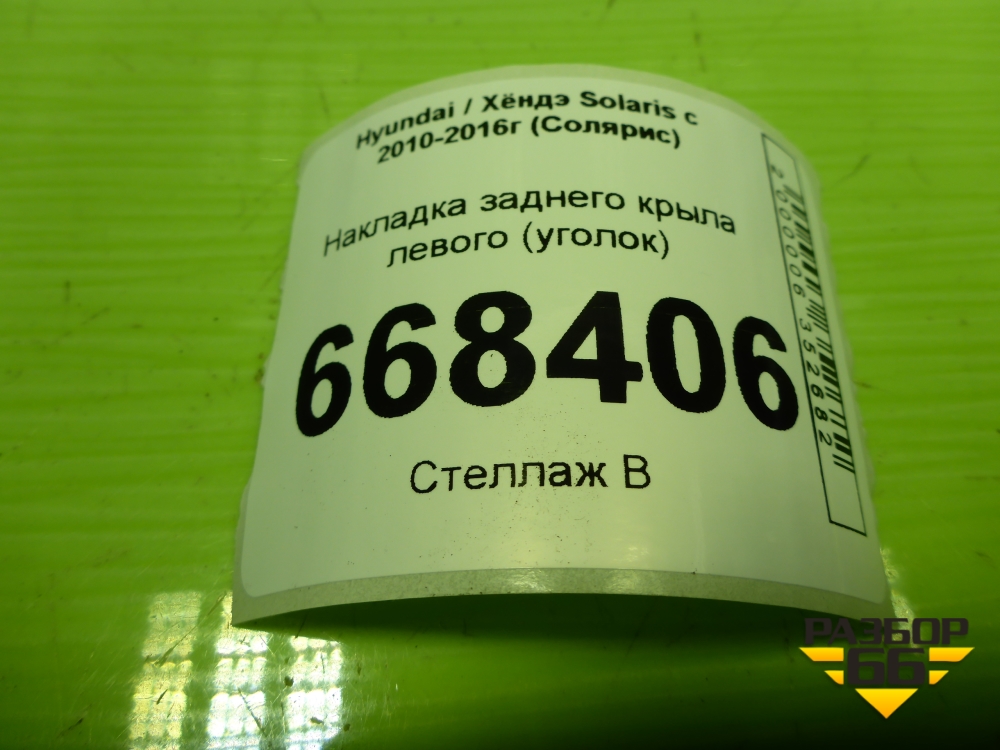 Hyundai / Хёндэ Solaris с
2010-2016г (Солярис)
Накладка заднего крыла
левого (уголок)
668406
Стеллаж В
2000006352682
РАЗБОР
66